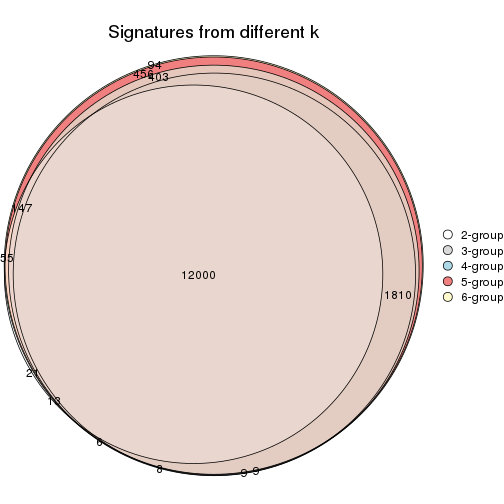 Signatures from different k
94
456
403
147
55
12000
1810
21
13
6
8
9
9
2-group
3-group
4-group
5-group
6-group